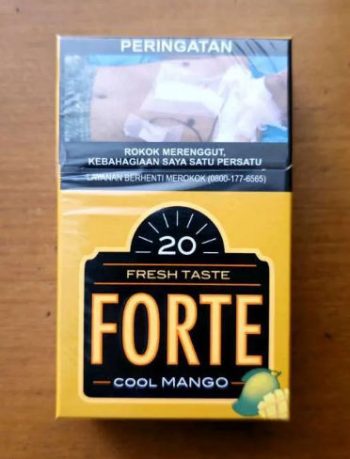 PERINGATAN
ROKOK MERENGGUT,
KEBAHAGIAAN SAYA SATU PERSATU
LAYANAN BERHENTI MEROKOK (0800-177-6565)
20
FRESH TASTE
FORTE
COOL MANGO